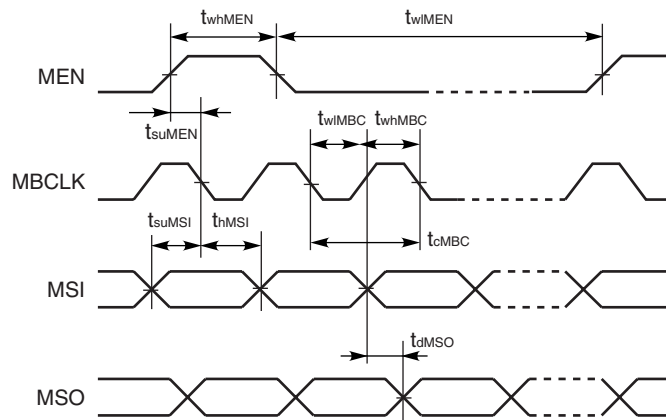 twhMEN
twlMEN
MEN
tsuMEN
twlMBC
twhMBC
MBCLK
tsuMSI
thMSI
tcMBC
MSI
tdMSO
MSO